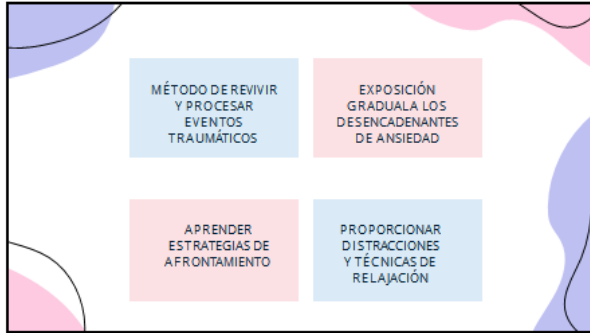 MÉTODO DE REVIVIR
Y PROCESAR
EVENTOS
TRAUMÁTICOS
EXPOSICIÓN
GRADUALA LOS
DESENCADENANTES
DE ANSIEDAD
APRENDER
ESTRATEGIAS DE
AFRONTAMIENTO
PROPORCIONAR
DISTRACCIONES
Y TÉCNICAS DE
RELAJACIÓN